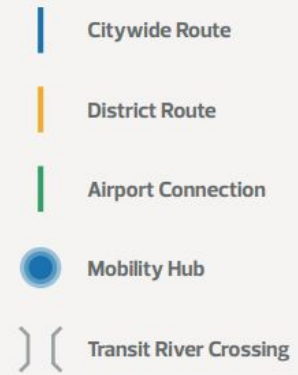 Citywide Route
District Route
Airport Connection
Mobility Hub
Transit River Crossing